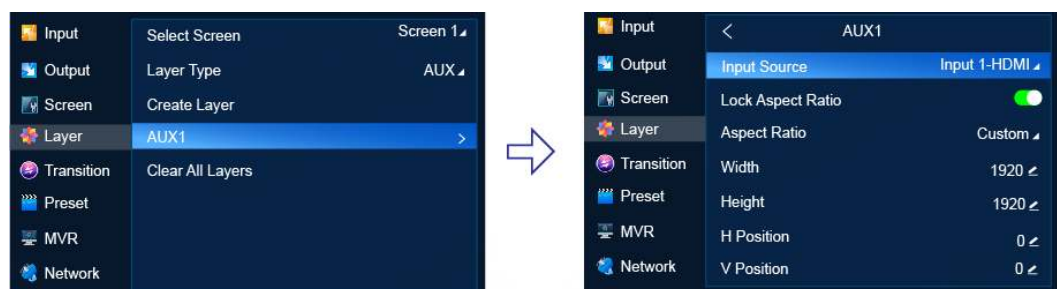 Input
Output
Screen
Layer
Transition
Preset
MVR
Network
Select Screen Screen 1
Layer Type AUX
Create Layer
AUX1 >
Clear All Layers
Input
Output
Screen
Layer
Transition
Preset
MVR
Network
< AUX1
Input Source Input 1-HDMI
Lock Aspect Ratio
Aspect Ratio Custom
Width 1920
Height 1920
H Position 0
V Position 0